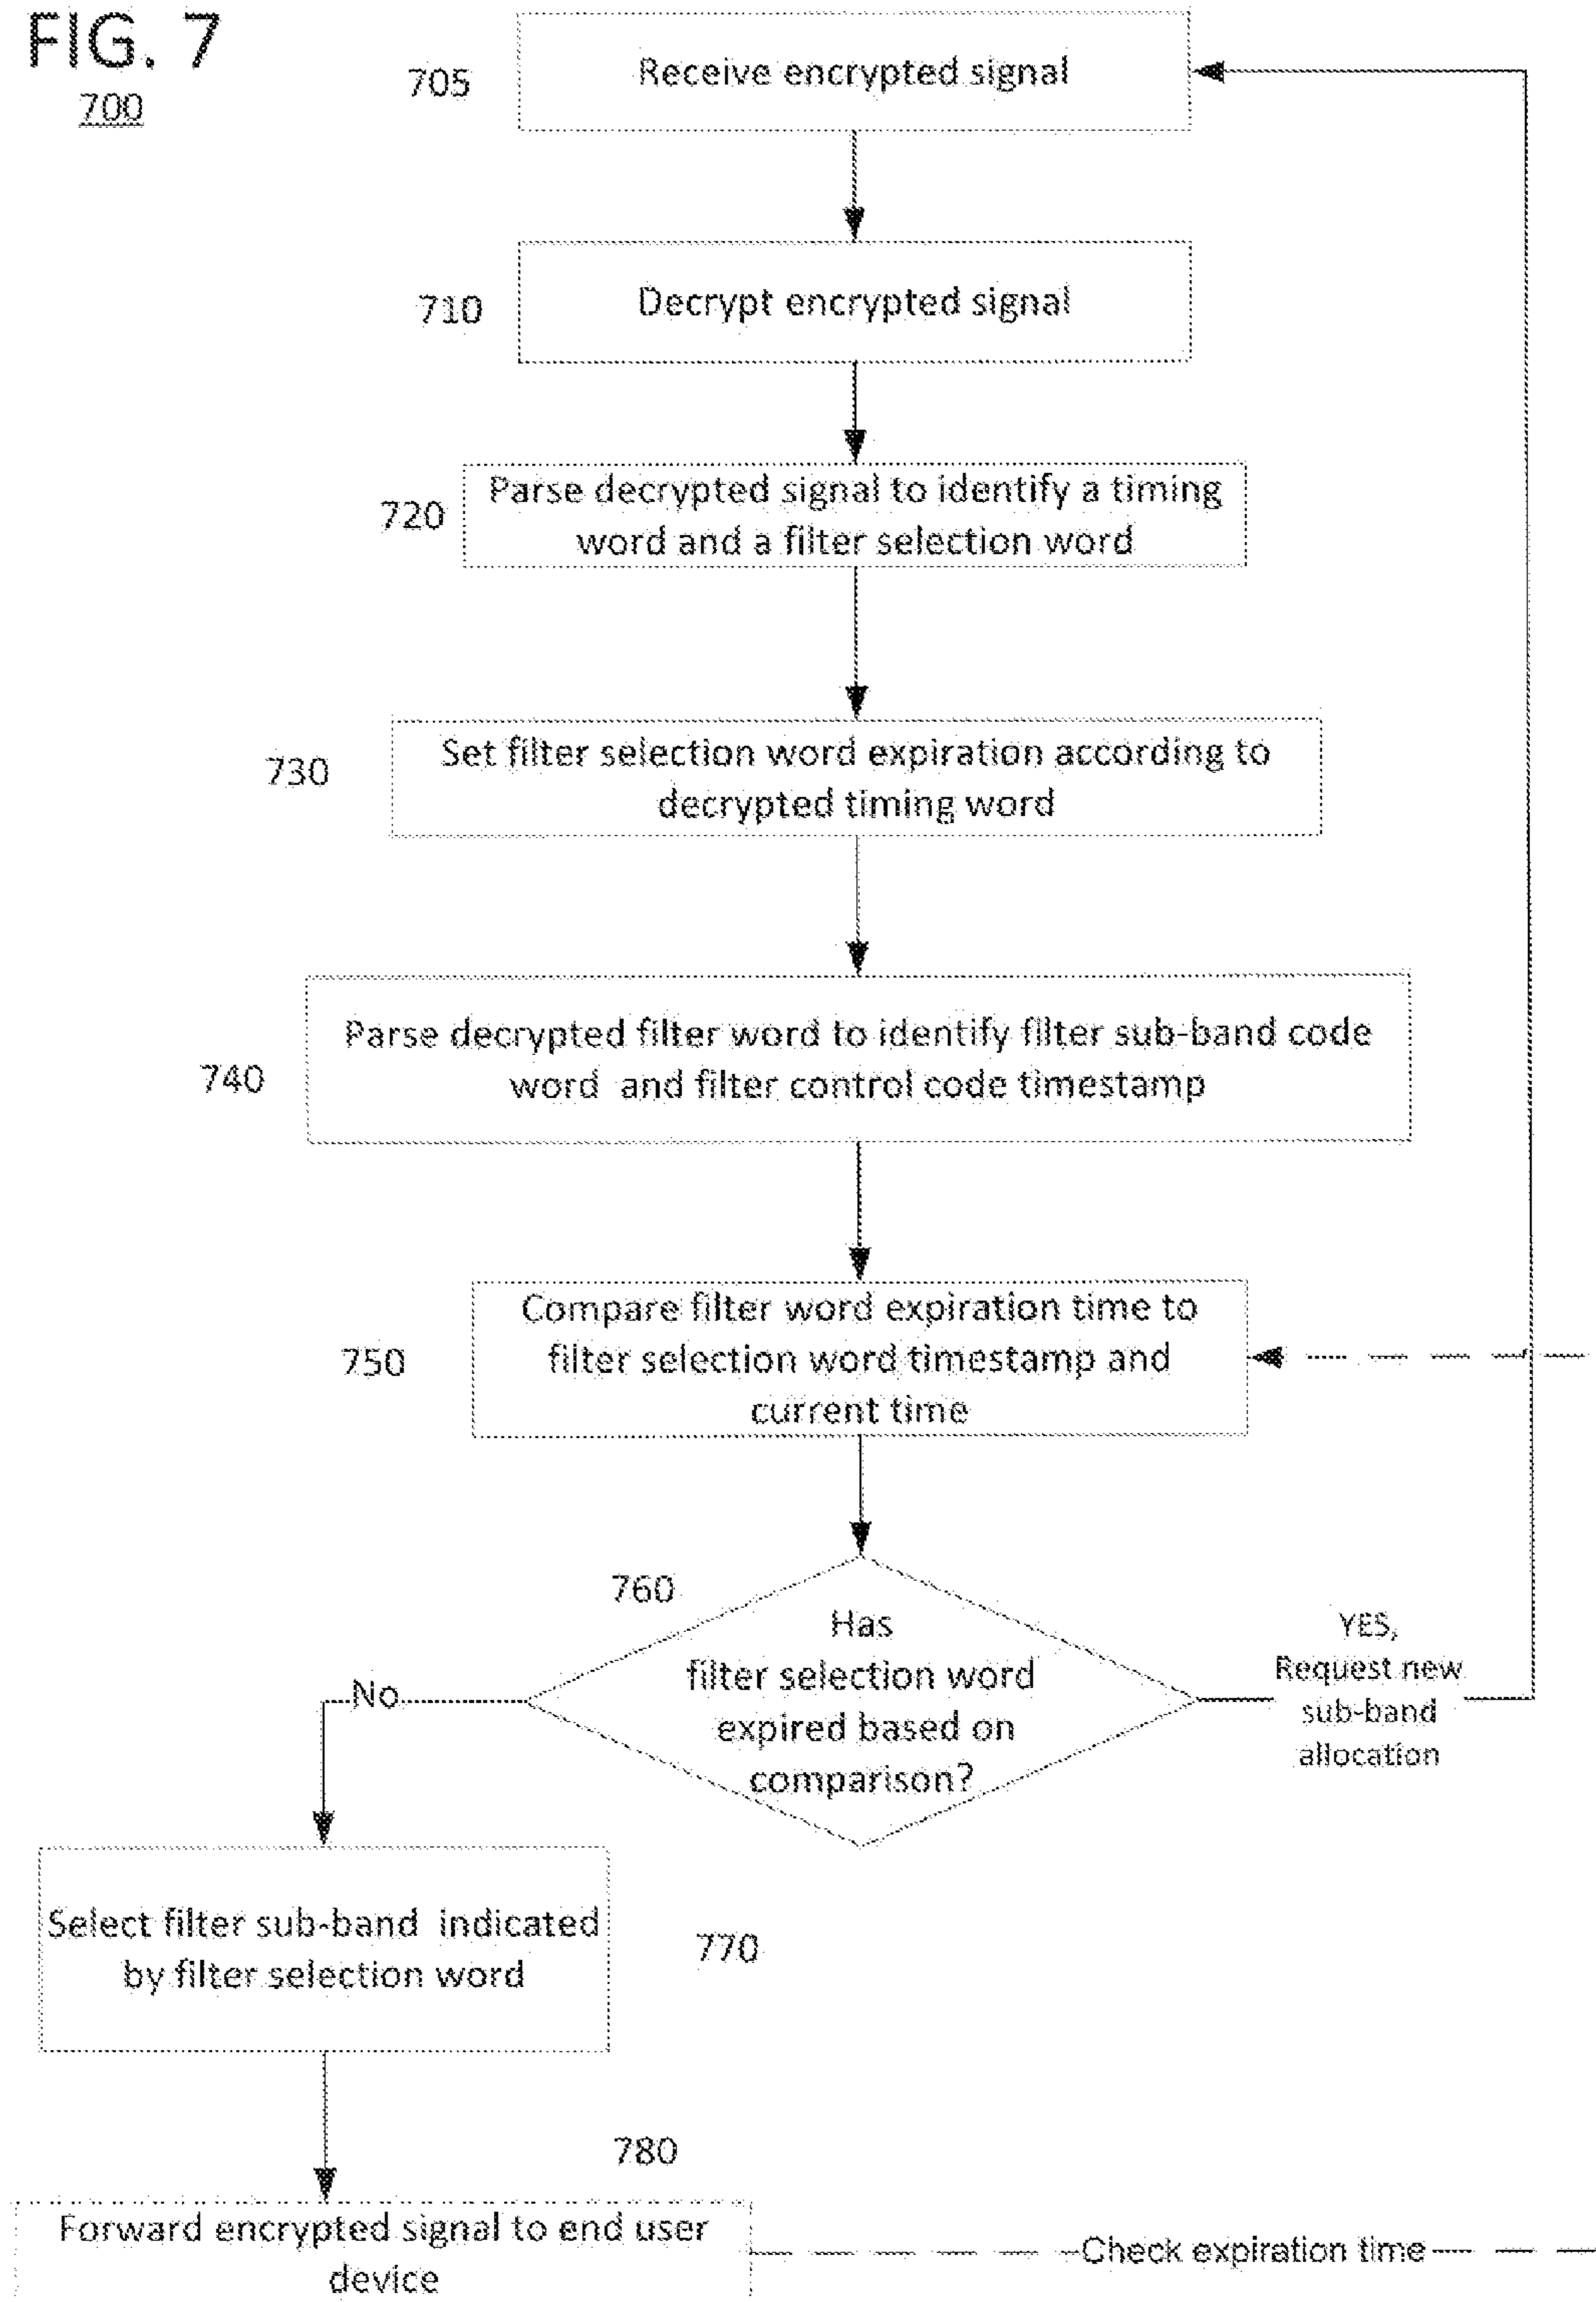 FIG. 7
700
705
Receive encrypted signal
710
Decrypt encrypted signal
720
Parse decrypted signal to identify a timing
word and a filter selection word
730
Set filter selection word expiration according to
decrypted timing word
740
Parse decrypted filter word to identify filter sub-band code
word and filter control code timestamp
750
Compare filter word expiration time to
filter selection word timestamp and
current time
760
Has
filter selection word
expired based on
comparison?
No
YES,
Request new
sub-band
allocation
770
Select filter sub-band indicated
by filter selection word
780
Forward encrypted signal to end user
device
Check expiration time